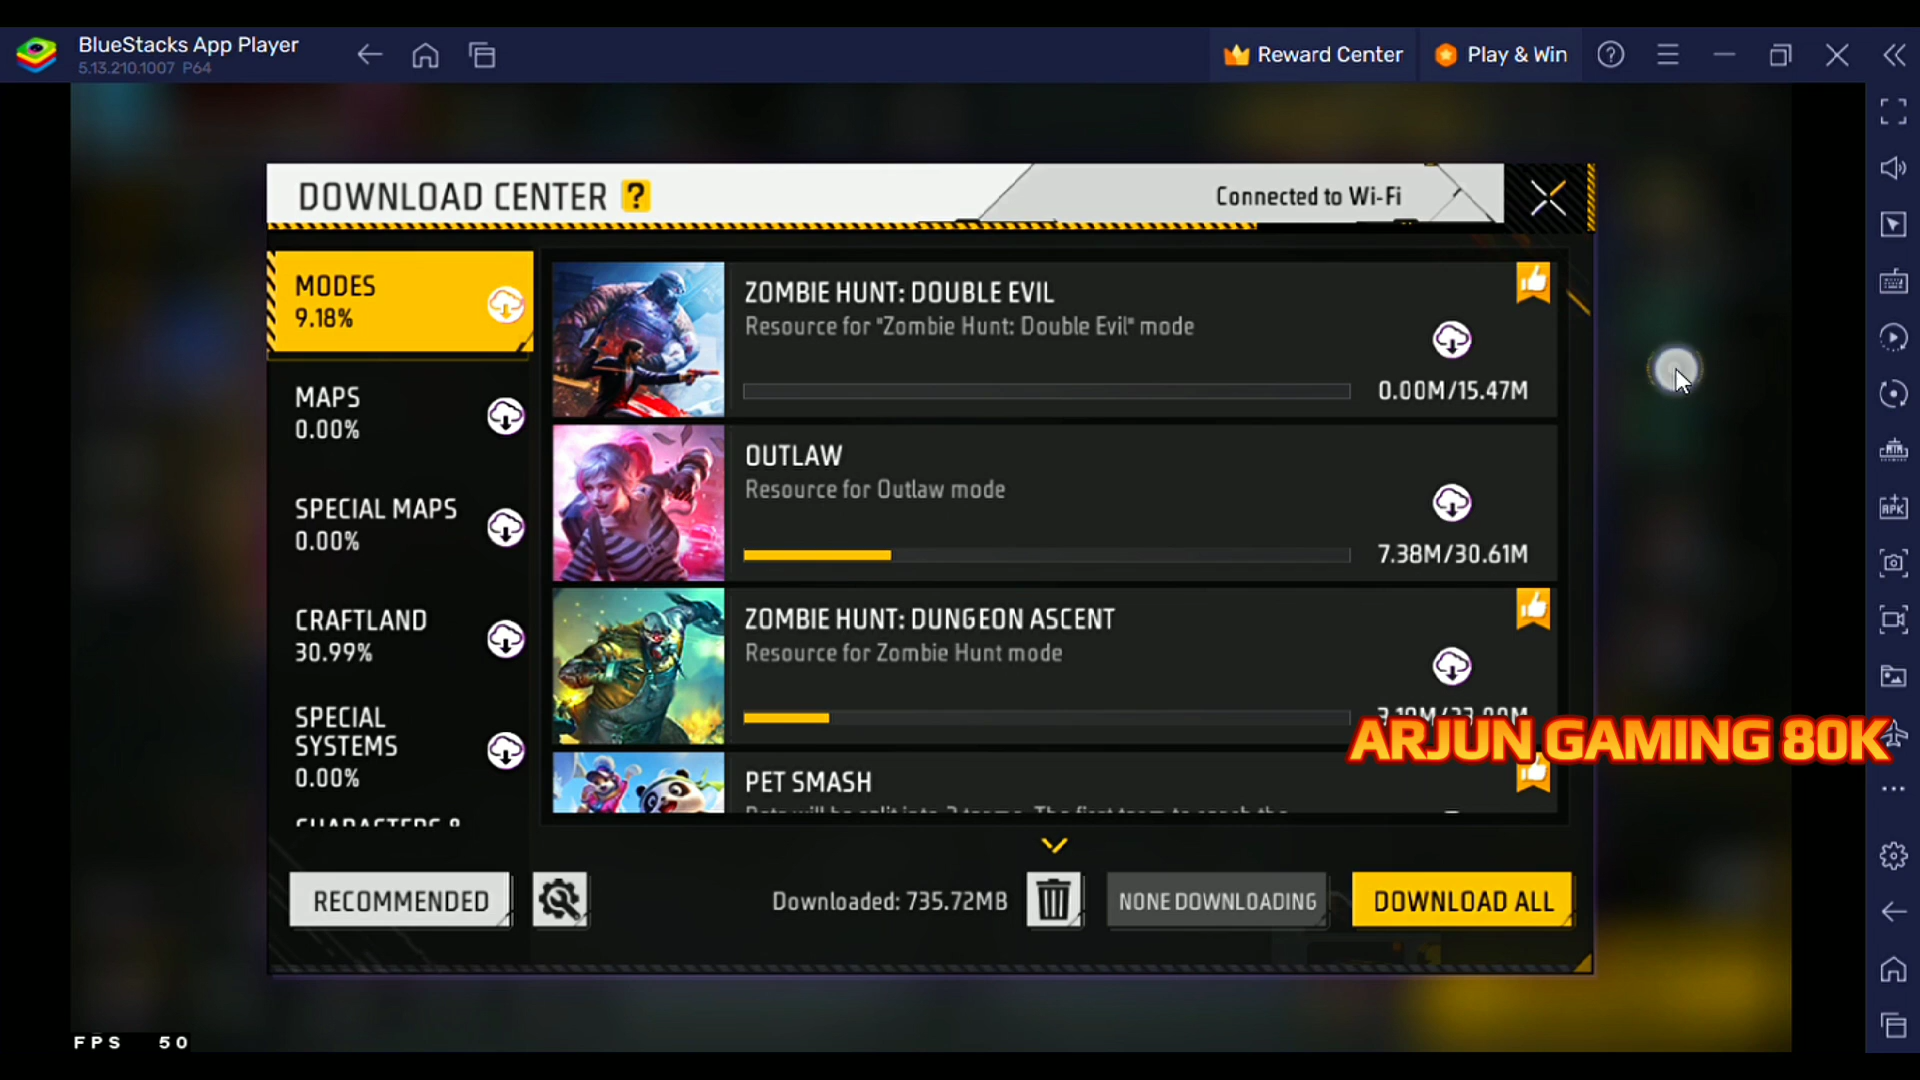 BlueStacks App Player
5.13.210.1007 P64
Reward Center
Play & Win
DOWNLOAD CENTER ?
Connected to Wi-Fi
MODES
9.18%
MAPS
0.00%
SPECIAL MAPS
0.00%
CRAFTLAND
30.99%
SPECIAL
SYSTEMS
0.00%
ZOMBIE HUNT: DOUBLE EVIL
Resource for "Zombie Hunt: Double Evil" mode
0.00M/15.47M
OUTLAW
Resource for Outlaw mode
7.38M/30.61M
ZOMBIE HUNT: DUNGEON ASCENT
Resource for Zombie Hunt mode
ARJUN GAMING 80K
PET SMASH
RECOMMENDED
Downloaded: 735.72MB
NONE DOWNLOADING
DOWNLOAD ALL
FPS 50